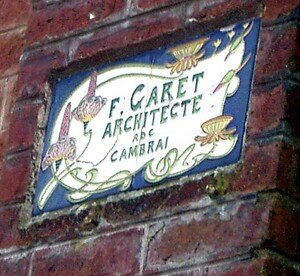 F. GARET
ARCHITECTE
ADC
CAMBRAI